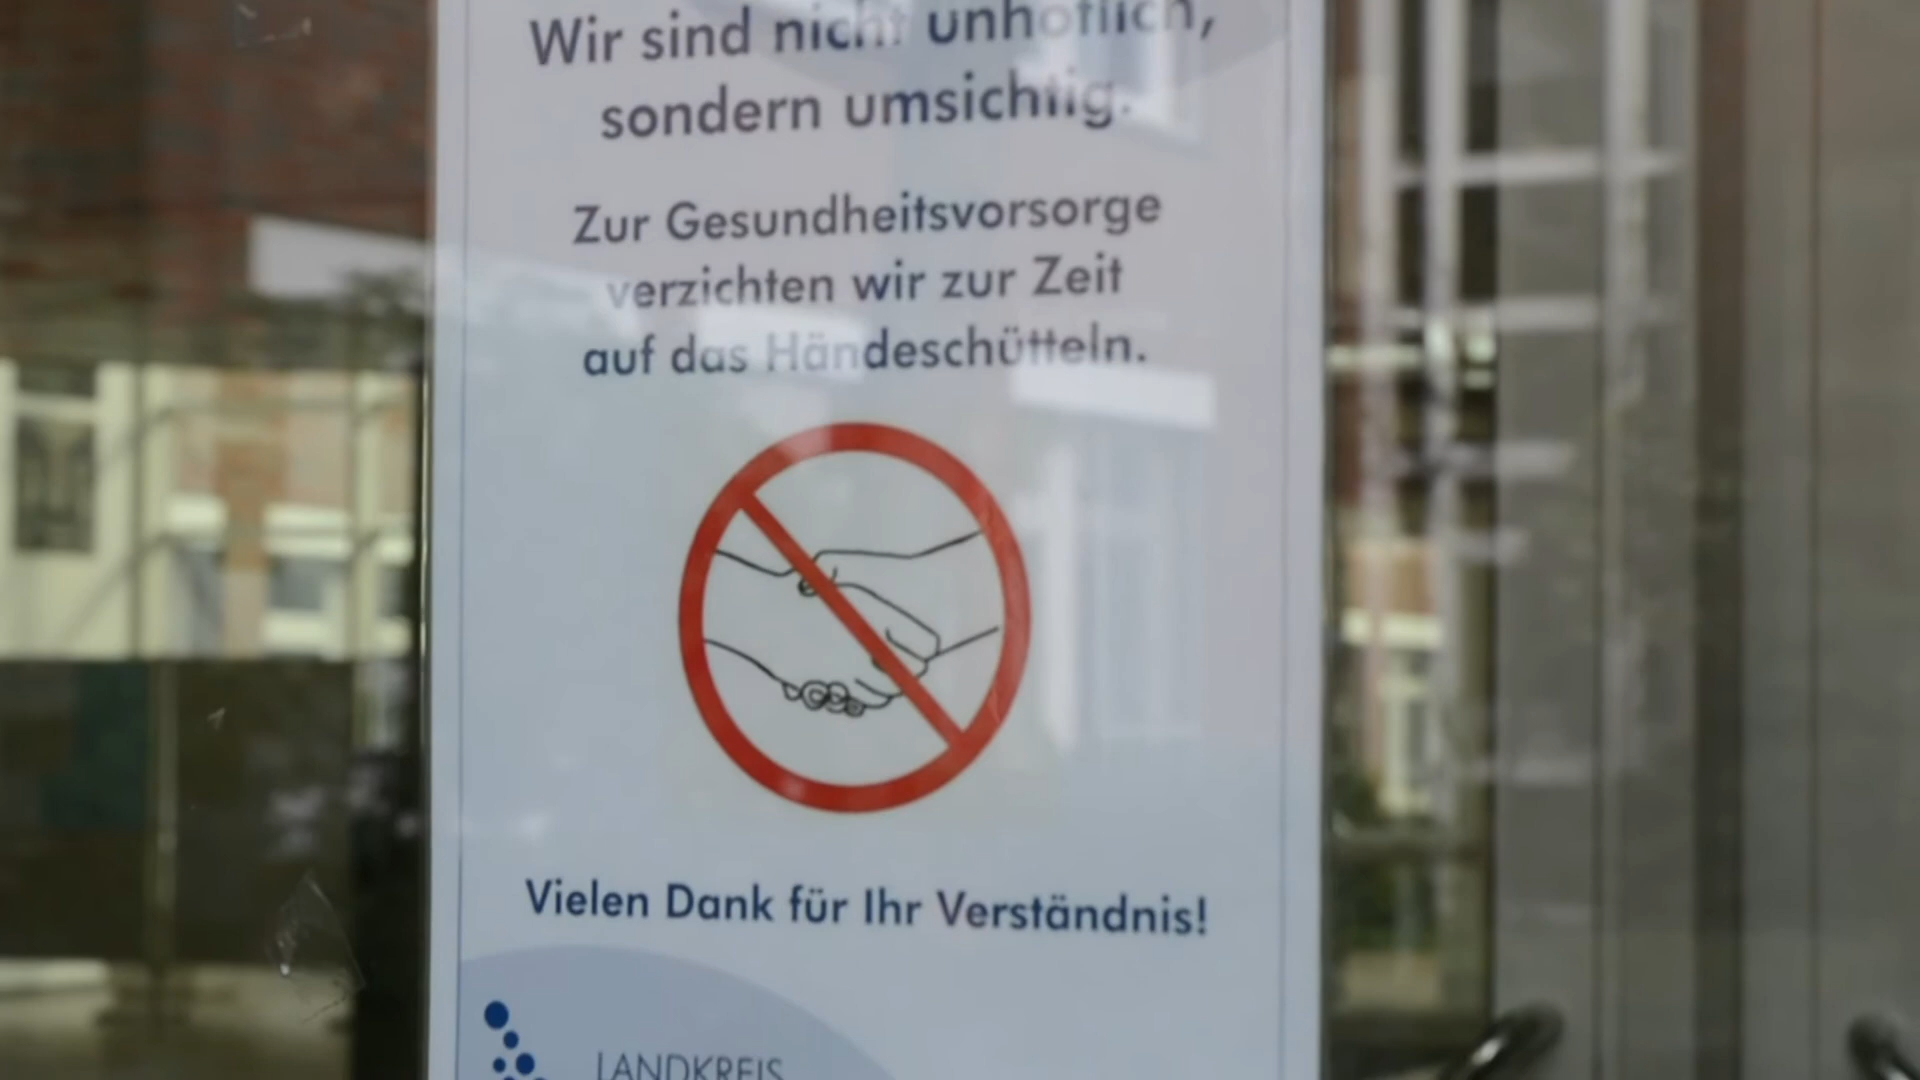 Wir sind nicht unhöflich,
sondern umsichtig.
Zur Gesundheitsvorsorge
verzichten wir zur Zeit
auf das Händeschütteln.
Vielen Dank für Ihr Verständnis!
LANDKREIS